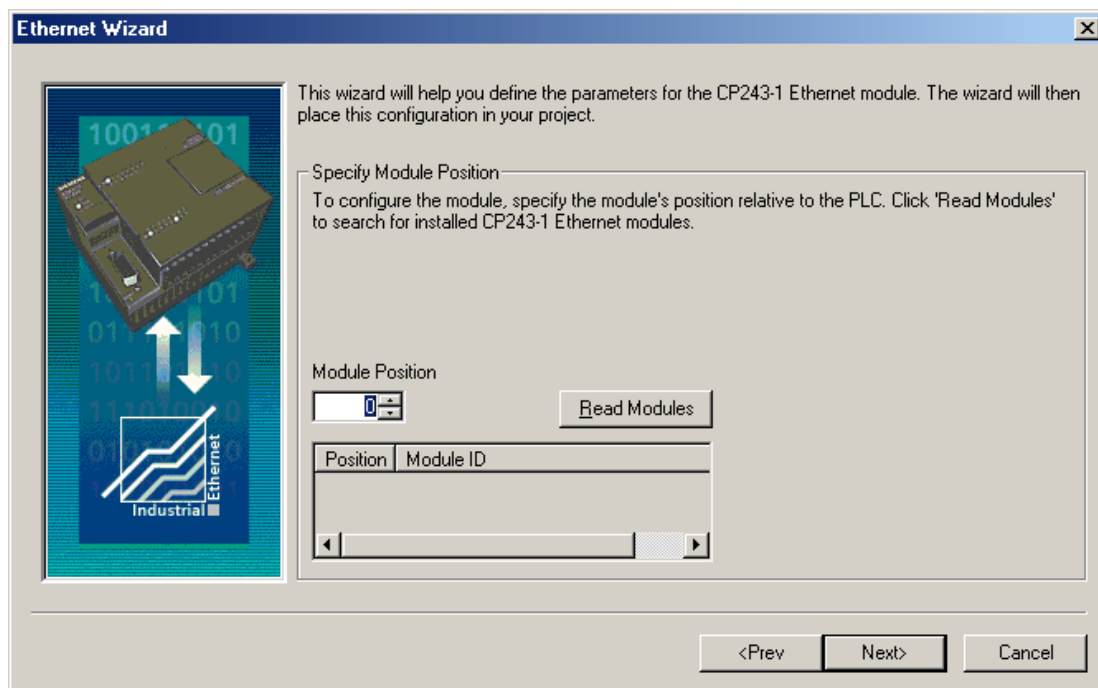 Ethernet Wizard
This wizard will help you define the parameters for the CP243-1 Ethernet module. The wizard will then
place this configuration in your project.
Specify Module Position
To configure the module, specify the module's position relative to the PLC. Click 'Read Modules'
to search for installed CP243-1 Ethernet modules.
Module Position
0
Read Modules
Position Module ID
Industrial
Ethernet
<Prev
Next>
Cancel